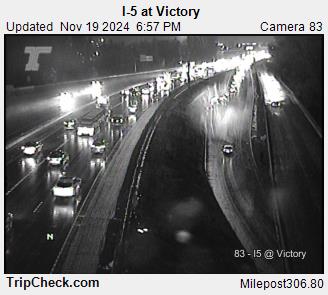 I-5 at Victory
Updated Nov 19 2024 6:57 PM Camera 83
N
83 - I5 @ Victory
TripCheck.com Milepost306.80